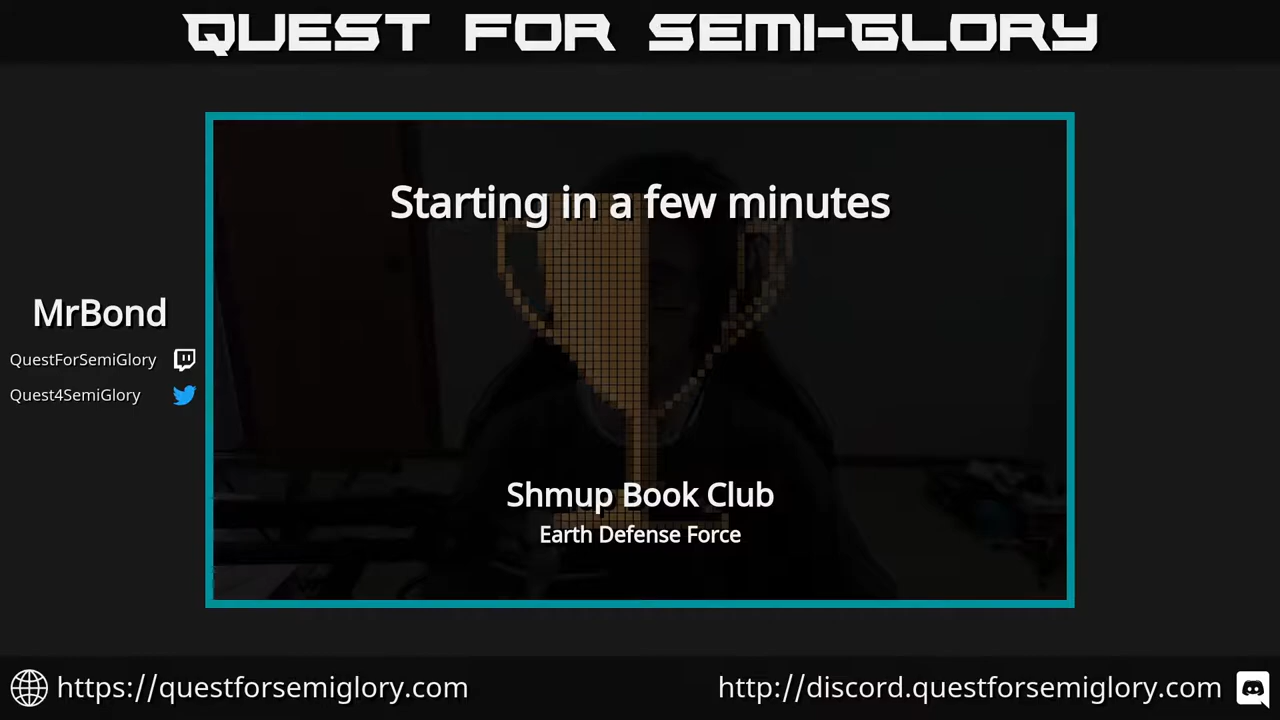 QUEST FOR SEMI-GLORY
Starting in a few minutes
MrBond
QuestForSemiGlory
Quest4SemiGlory
Shmup Book Club
Earth Defense Force
https://questforsemiglory.com
http://discord.questforsemiglory.com